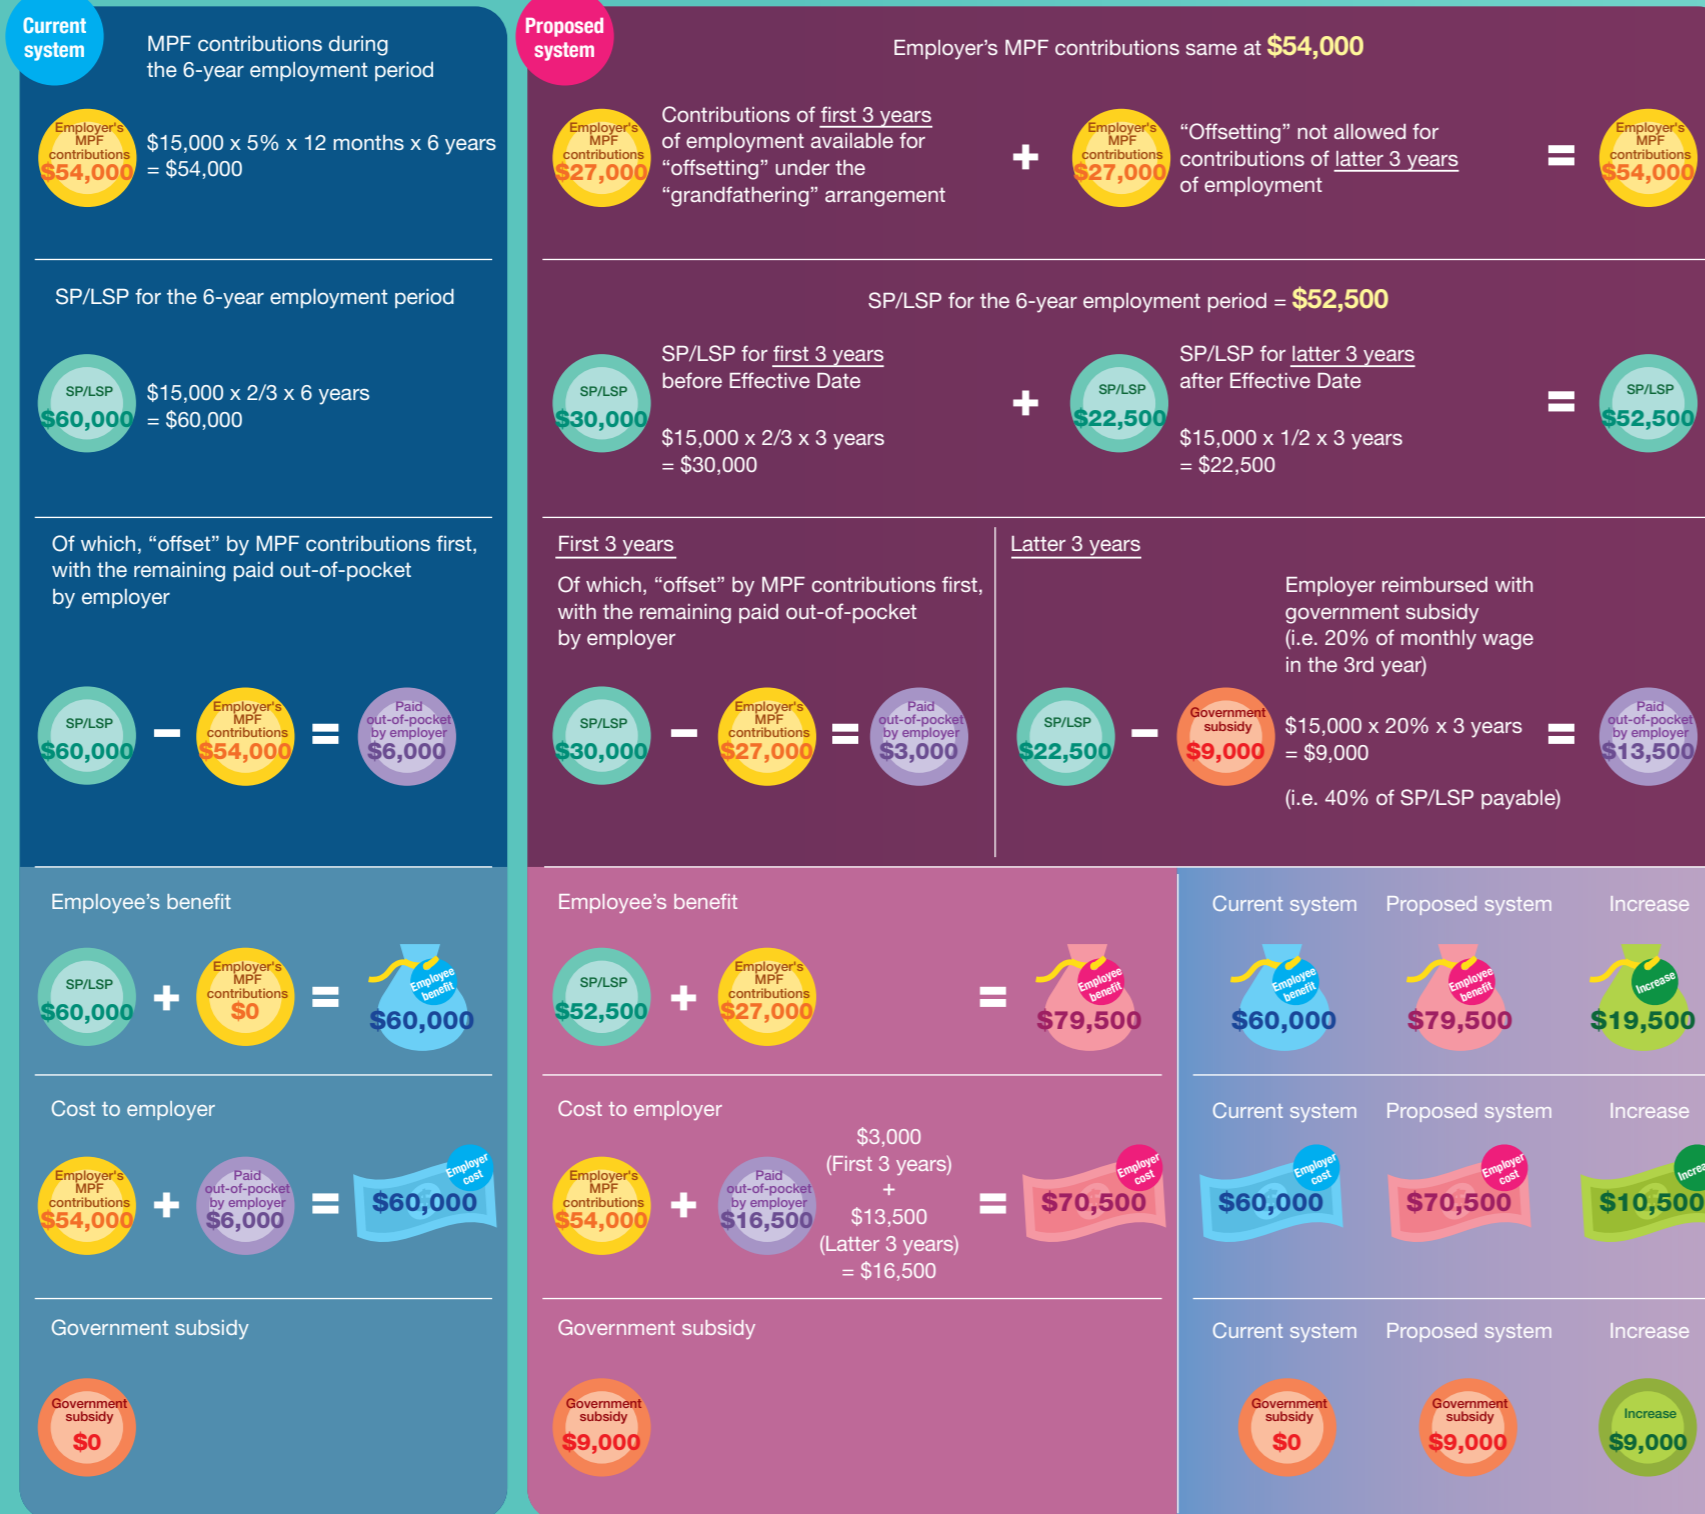 Current
system
MPF contributions during
the 6-year employment period
Employer's
MPF
contributions
$54,000
$15,000 x 5% x 12 months x 6 years
= $54,000
SP/LSP for the 6-year employment period
SP/LSP
$60,000
$15,000 x 2/3 x 6 years
= $60,000
Of which, “offset” by MPF contributions first,
with the remaining paid out-of-pocket
by employer
SP/LSP
$60,000
–
Employer's
MPF
contributions
$54,000
=
Paid
out-of-pocket
by employer
$6,000
Employee’s benefit
SP/LSP
$60,000
+
Employer's
MPF
contributions
$0
=
Employee
benefit
$60,000
Cost to employer
Employer's
MPF
contributions
$54,000
+
Paid
out-of-pocket
by employer
$6,000
=
Employer
cost
$60,000
Government subsidy
Government
subsidy
$0
Proposed
system
Employer’s MPF contributions same at $54,000
Employer's
MPF
contributions
$27,000
Contributions of first 3 years
of employment available for
“offsetting” under the
“grandfathering” arrangement
+
Employer's
MPF
contributions
$27,000
“Offsetting” not allowed for
contributions of latter 3 years
of employment
=
Employer's
MPF
contributions
$54,000
SP/LSP for the 6-year employment period = $52,500
SP/LSP
$30,000
SP/LSP for first 3 years
before Effective Date
$15,000 x 2/3 x 3 years
= $30,000
+
SP/LSP
$22,500
SP/LSP for latter 3 years
after Effective Date
$15,000 x 1/2 x 3 years
= $22,500
=
SP/LSP
$52,500
First 3 years
Of which, “offset” by MPF contributions first,
with the remaining paid out-of-pocket
by employer
SP/LSP
$30,000
–
Employer's
MPF
contributions
$27,000
=
Paid
out-of-pocket
by employer
$3,000
Latter 3 years
SP/LSP
$22,500
–
Government
subsidy
$9,000
Employer reimbursed with
government subsidy
(i.e. 20% of monthly wage
in the 3rd year)
$15,000 x 20% x 3 years
= $9,000
(i.e. 40% of SP/LSP payable)
=
Paid
out-of-pocket
by employer
$13,500
Employee’s benefit
SP/LSP
$52,500
+
Employer's
MPF
contributions
$27,000
=
Employee
benefit
$79,500
Current system Proposed system Increase
Employee
benefit
$60,000
Employee
benefit
$79,500
Increase
$19,500
Cost to employer
Employer's
MPF
contributions
$54,000
+
Paid
out-of-pocket
by employer
$16,500
$3,000
(First 3 years)
+
$13,500
(Latter 3 years)
= $16,500
=
Employer
cost
$70,500
Current system Proposed system Increase
Employer
cost
$60,000
Employer
cost
$70,500
$10,500
Government subsidy
Government
subsidy
$9,000
Current system Proposed system Increase
Government
subsidy
$0
Government
subsidy
$9,000
Increase
$9,000